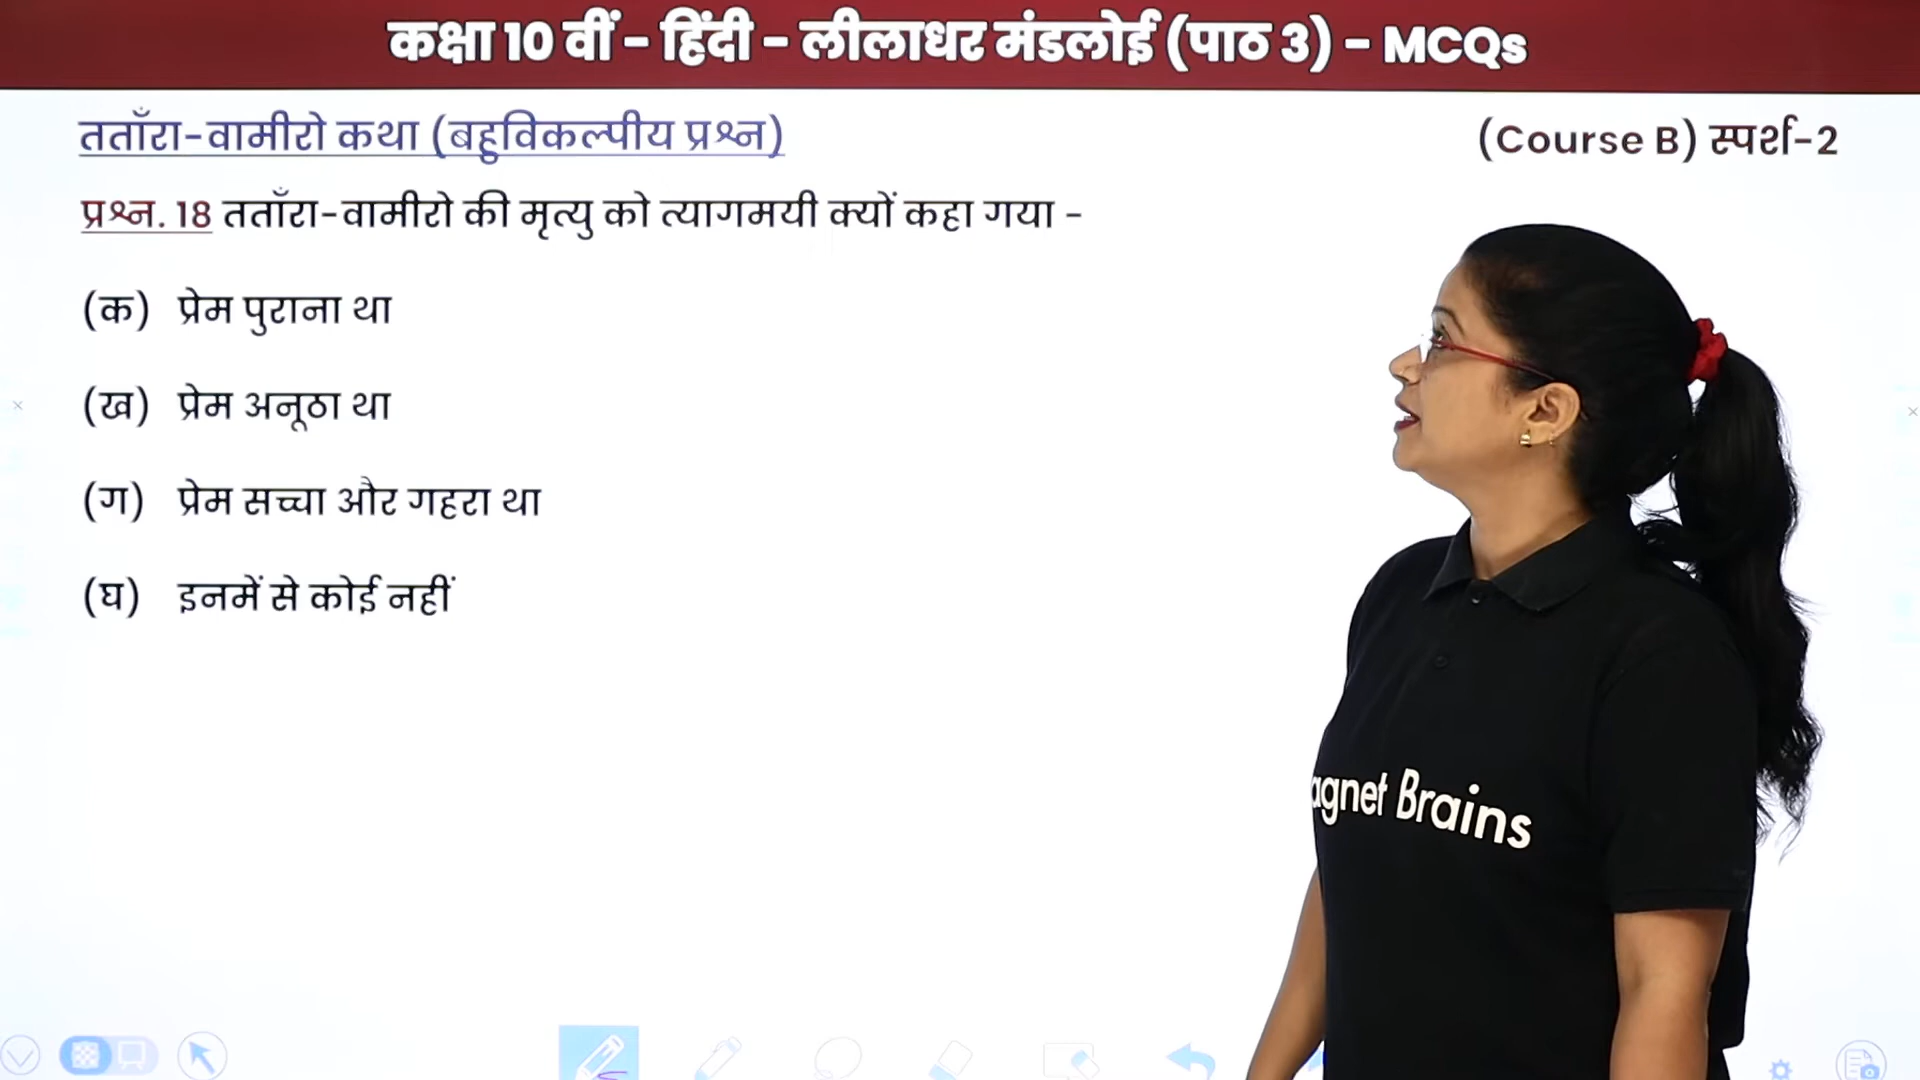 कक्षा 10 वीं - हिंदी - लीलाधर मंडलोई (पाठ 3) - MCQs
तताँरा-वामीरो कथा (बहुविकल्पीय प्रश्न)
(Course B) स्पर्श-2
प्रश्न. 18 तताँरा-वामीरो की मृत्यु को त्यागमयी क्यों कहा गया -
(क) प्रेम पुराना था
(ख) प्रेम अनूठा था
(ग) प्रेम सच्चा और गहरा था
(घ) इनमें से कोई नहीं
agnet Brains